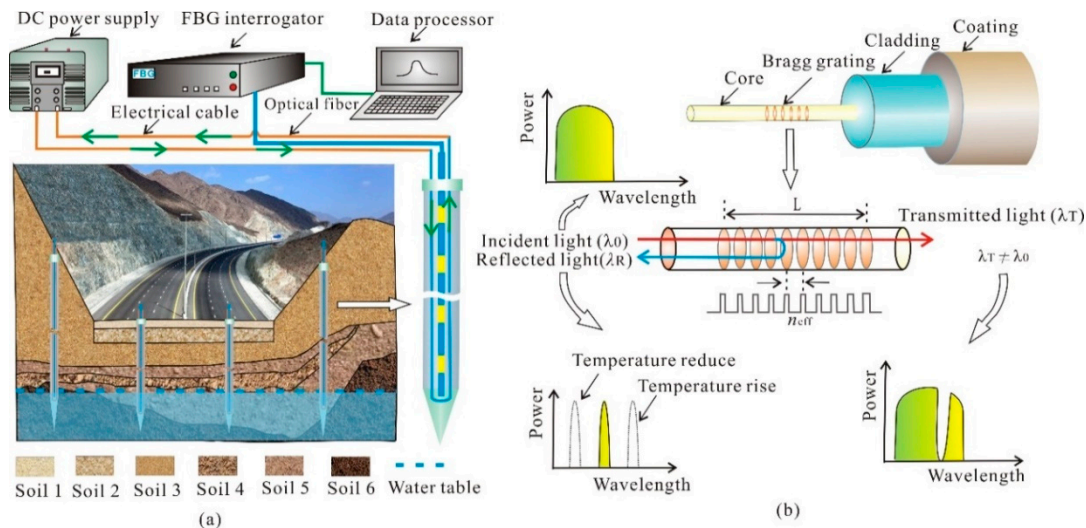 DC power supply
FBG interrogator
Data processor
FBG
Electrical cable
Optical fiber
Soil 1
Soil 2
Soil 3
Soil 4
Soil 5
Soil 6
Water table
(a)
Coating
Cladding
Bragg grating
Core
Power
Wavelength
L
Transmitted light (λT)
Incident light (λ0)
Reflected light(λR)
λT ≠ λ0
neff
Temperature reduce
Temperature rise
Power
Wavelength
Power
Wavelength
(b)